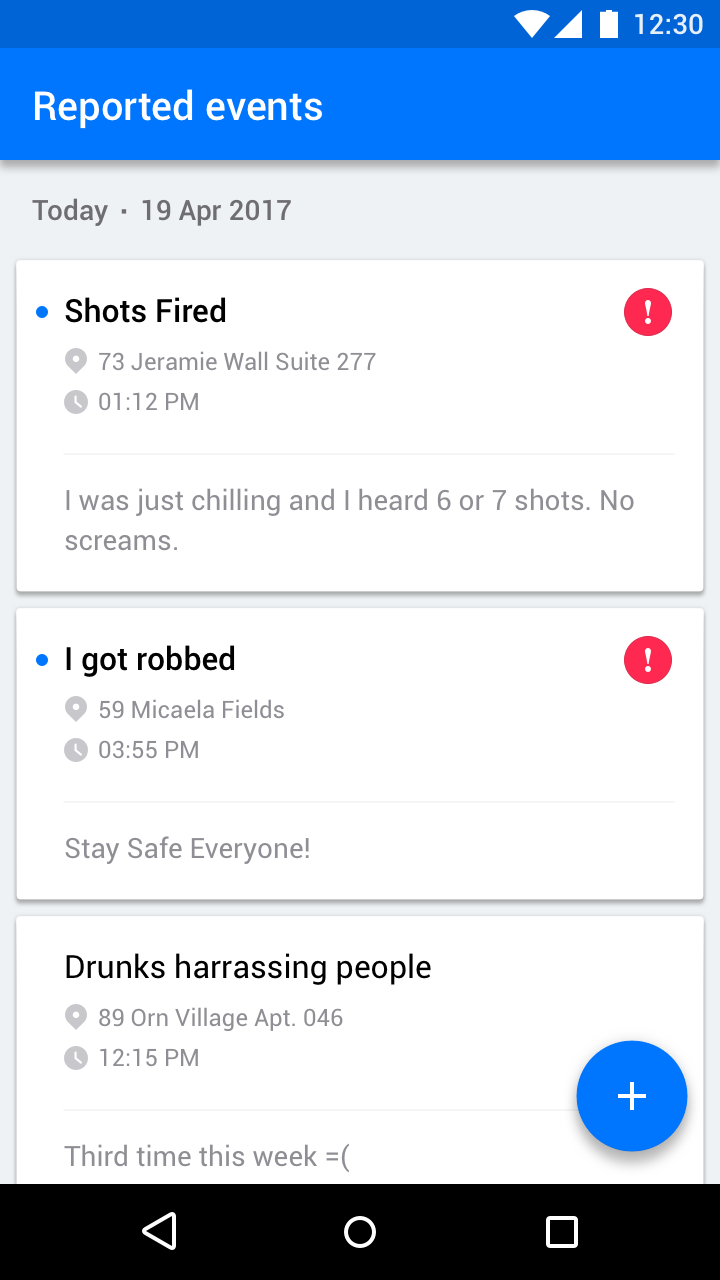 12:30
Reported events
Today · 19 Apr 2017
Shots Fired
!
73 Jeramie Wall Suite 277
01:12 PM
I was just chilling and I heard 6 or 7 shots. No
screams.
I got robbed
!
59 Micaela Fields
03:55 PM
Stay Safe Everyone!
Drunks harrassing people
89 Orn Village Apt. 046
12:15 PM
+
Third time this week =(